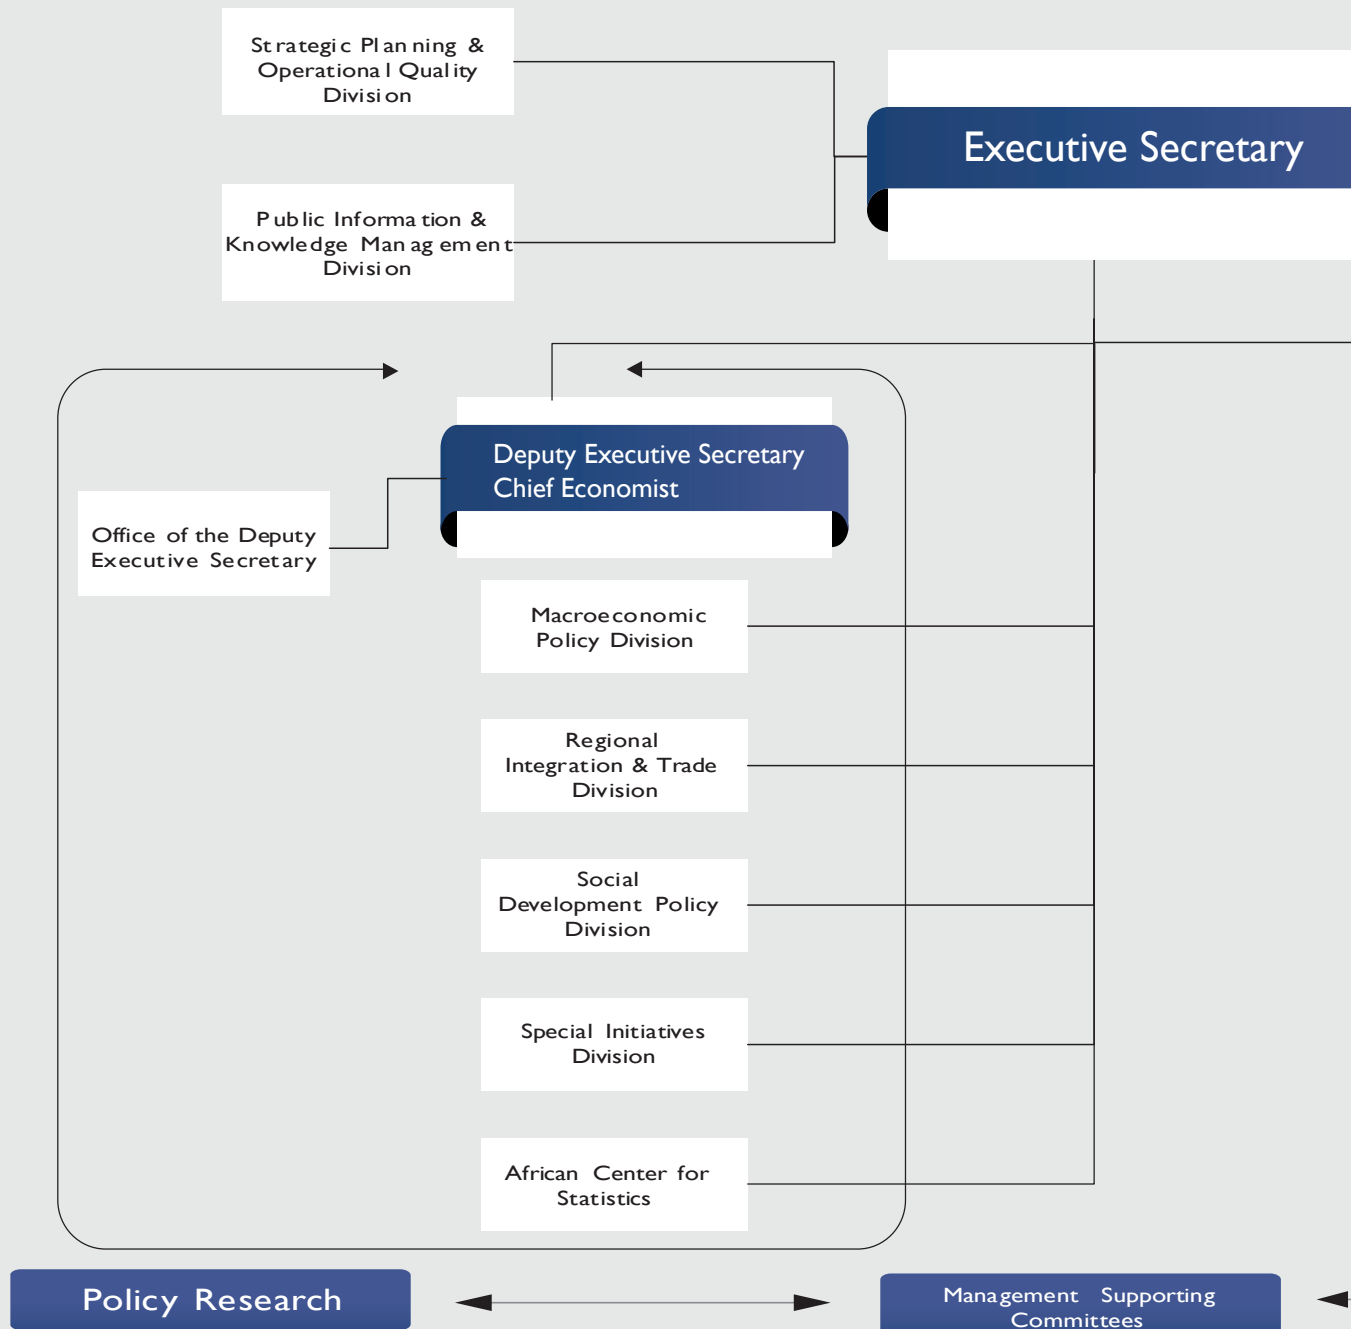 Strategic Planning &
Operational Quality
Division
Executive Secretary
Public Information &
Knowledge Management
Division
Deputy Executive Secretary
Chief Economist
Office of the Deputy
Executive Secretary
Macroeconomic
Policy Division
Regional
Integration & Trade
Division
Social
Development Policy
Division
Special Initiatives
Division
African Center for
Statistics
Policy Research
Management Supporting
Committees